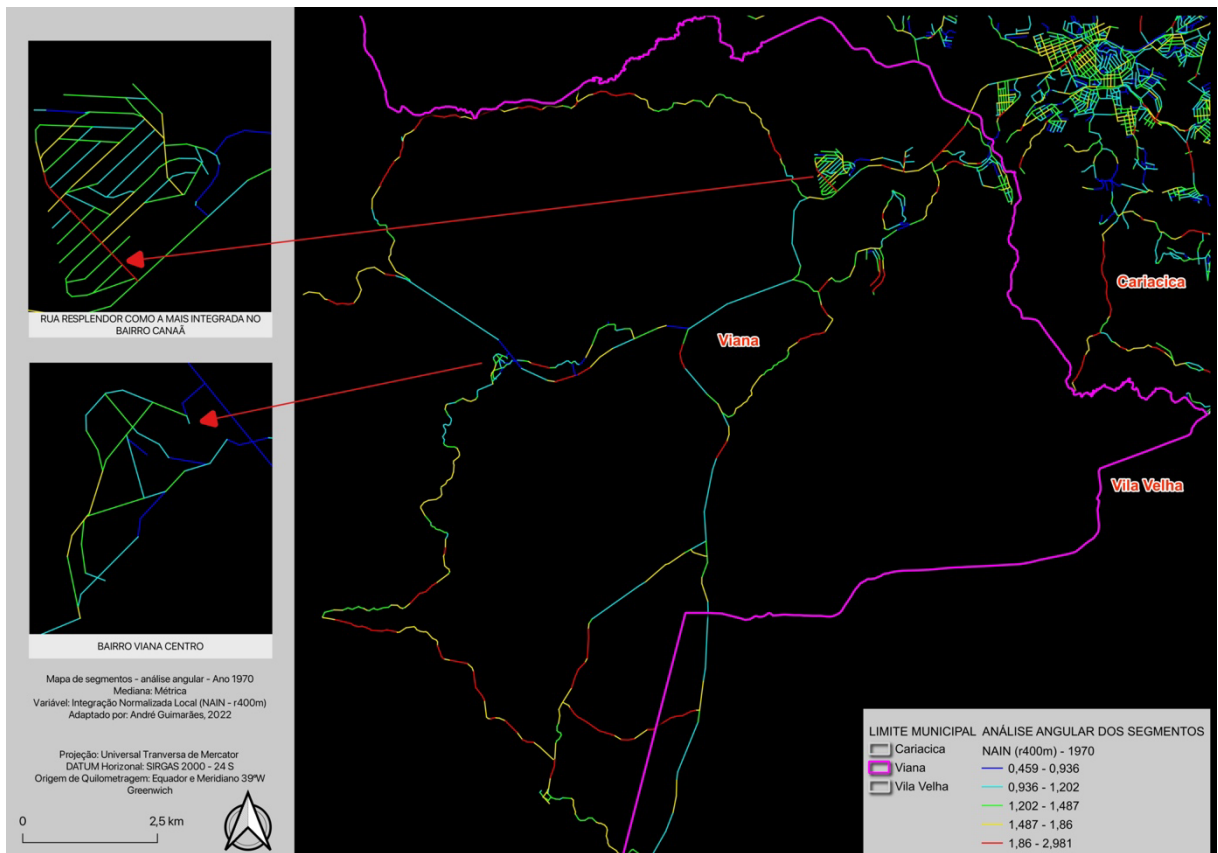 RUA RESPLENDOR COMO A MAIS INTEGRADA NO
BAIRRO CANAÃ
BAIRRO VIANA CENTRO
Mapa de segmentos - análise angular - Ano 1970
Mediana: Métrica
Variável: Integração Normalizada Local (NAIN - r400m)
Adaptado por: André Guimarães, 2022
Projeção: Universal Tranversa de Mercator
DATUM Horizonal: SIRGAS 2000 - 24 S
Origem de Quilometragem: Equador e Meridiano 39ºW
Greenwich
0 2,5 km
Cariacica
Viana
Vila Velha
LIMITE MUNICIPAL
Cariacica
Viana
Vila Velha
ANÁLISE ANGULAR DOS SEGMENTOS
NAIN (r400m) - 1970
0,459 - 0,936
0,936 - 1,202
1,202 - 1,487
1,487 - 1,86
1,86 - 2,981